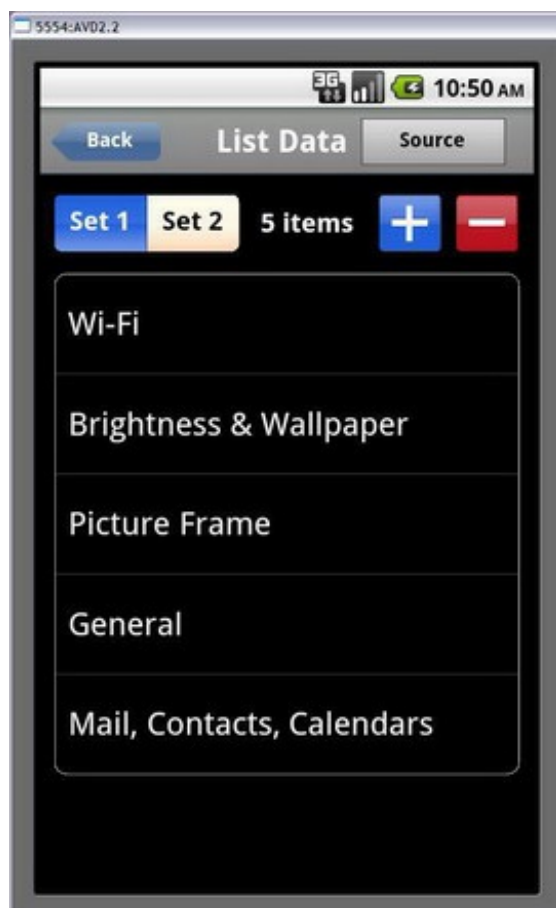 5554:AVD2.2
3G 10:50 AM
Back List Data Source
Set 1 Set 2 5 items + −
Wi-Fi
Brightness & Wallpaper
Picture Frame
General
Mail, Contacts, Calendars